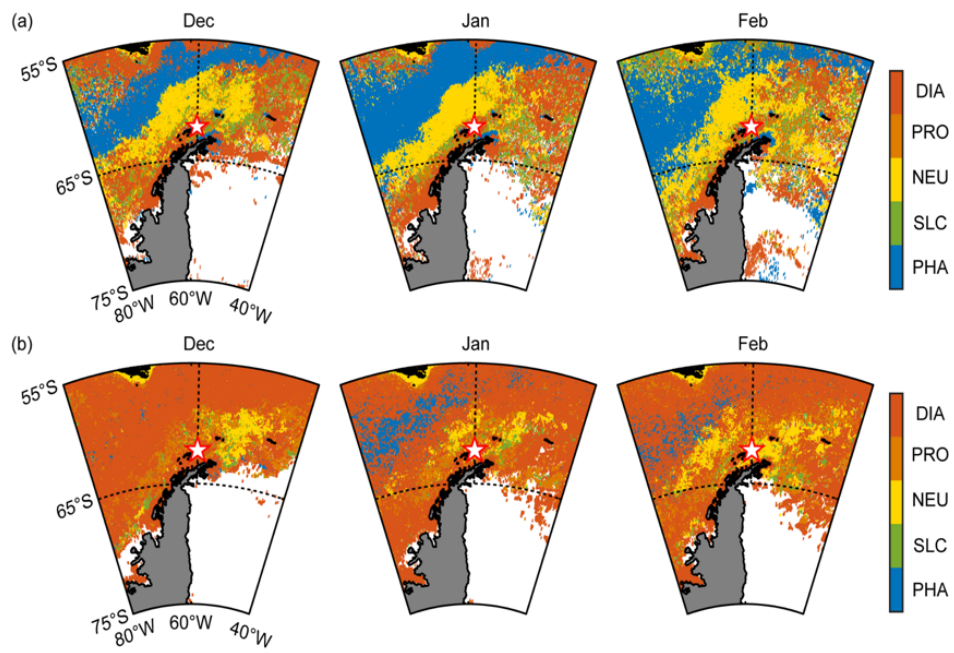 (a)
Dec
Jan
Feb
55°S
65°S
75°S
80°W
60°W
40°W
DIA
PRO
NEU
SLC
PHA
(b)
Dec
Jan
Feb
55°S
65°S
75°S
80°W
60°W
40°W
DIA
PRO
NEU
SLC
PHA